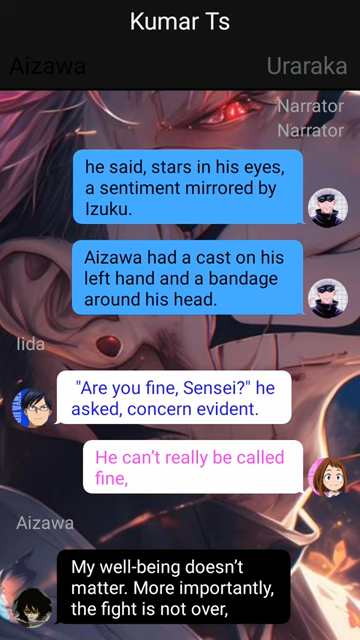 Kumar Ts
Aizawa
Uraraka
Narrator
Narrator
he said, stars in his eyes,
a sentiment mirrored by
Izuku.
Aizawa had a cast on his
left hand and a bandage
around his head.
Iida
"Are you fine, Sensei?" he
asked, concern evident.
He can’t really be called
fine,
Aizawa
My well-being doesn’t
matter. More importantly,
the fight is not over,